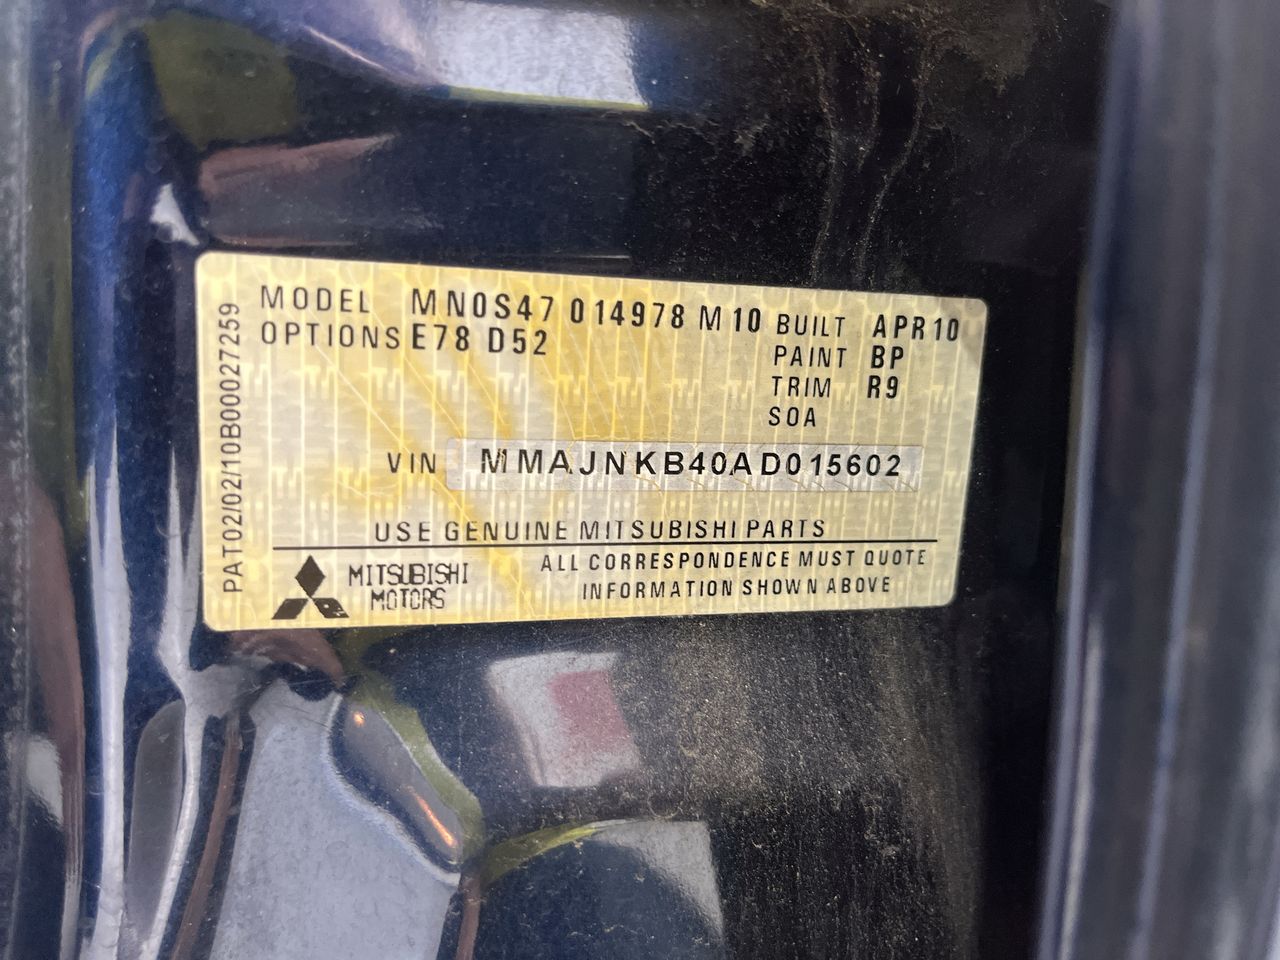 MODEL MN0S47 014978 M10 BUILT APR10
OPTIONS E78 D52 PAINT BP
TRIM R9
SOA
VIN MMAJNKB40AD015602
USE GENUINE MITSUBISHI PARTS
MITSUBISHI MOTORS
ALL CORRESPONDENCE MUST QUOTE
INFORMATION SHOWN ABOVE
PAT02/02/10B00027259